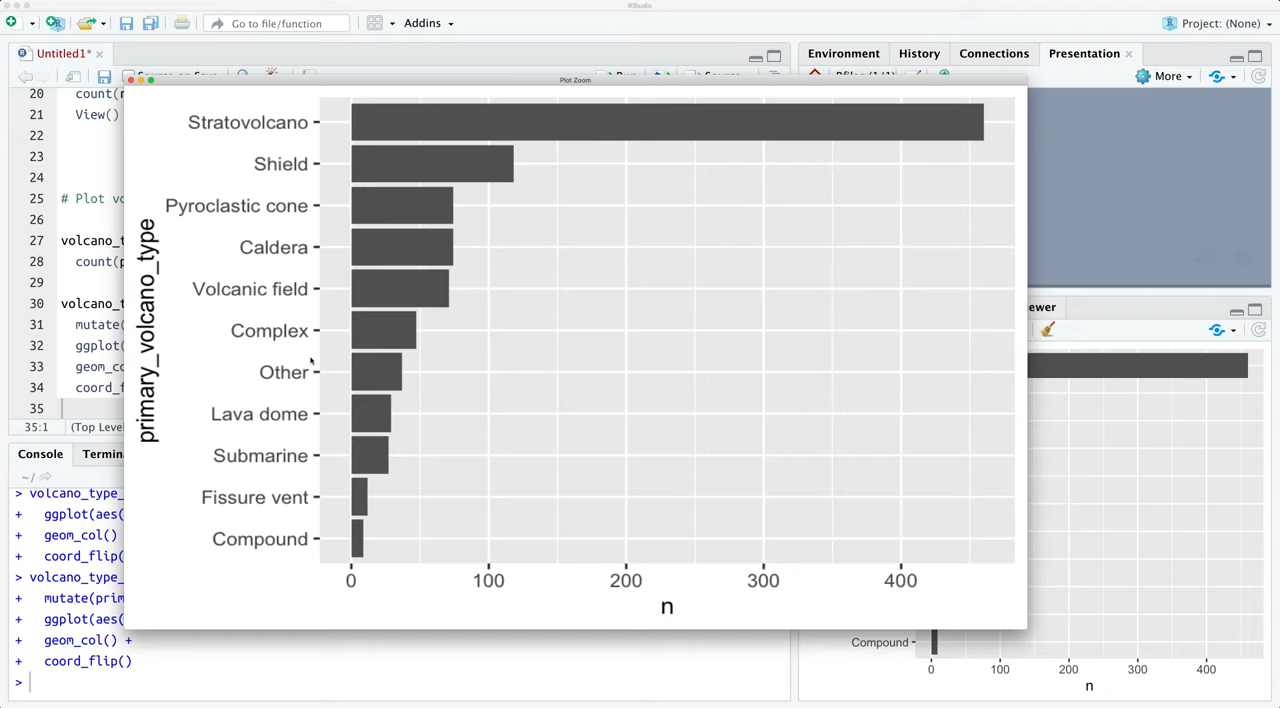 RStudio
Go to file/function
Addins
Project: (None)
Untitled1*
Environment
History
Connections
Presentation
More
20 count(
21 View()
22
23
24
25 # Plot vo
26
27 volcano_t
28 count(p
29
30 volcano_t
31 mutate(
32 ggplot(
33 geom_co
34 coord_f
35
35:1 (Top Leve
Console
Termin
~/
> volcano_type_
+ ggplot(aes(
+ geom_col()
+ coord_flip(
> volcano_type_
+ mutate(prim
+ ggplot(aes(
+ geom_col() +
+ coord_flip()
>
Plot Zoom
primary_volcano_type
Stratovolcano
Shield
Pyroclastic cone
Caldera
Volcanic field
Complex
Other
Lava dome
Submarine
Fissure vent
Compound
0 100 200 300 400
n
ewer
Compound
0 100 200 300 400
n